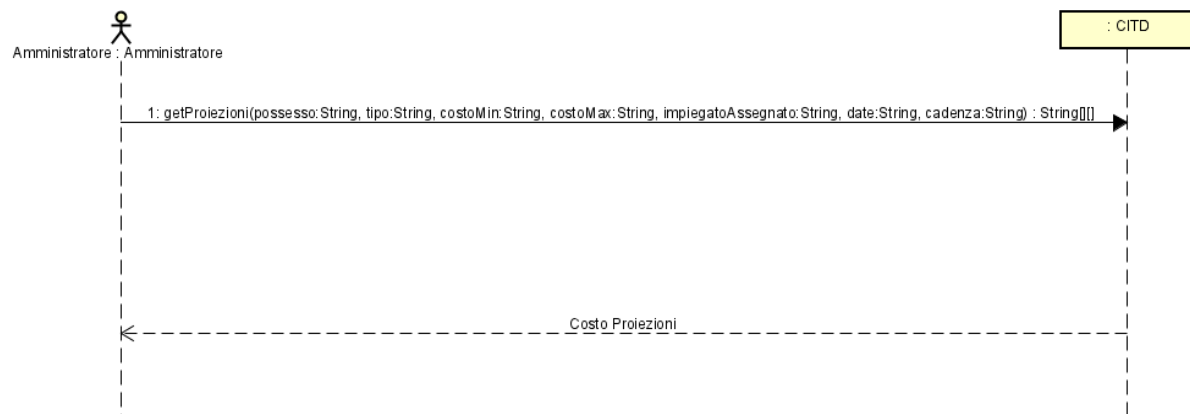 : CITD
Amministratore : Amministratore
1: getProiezioni(possesso:String, tipo:String, costoMin:String, costoMax:String, impiegatoAssegnato:String, date:String, cadenza:String) : String[][]
Costo Proiezioni